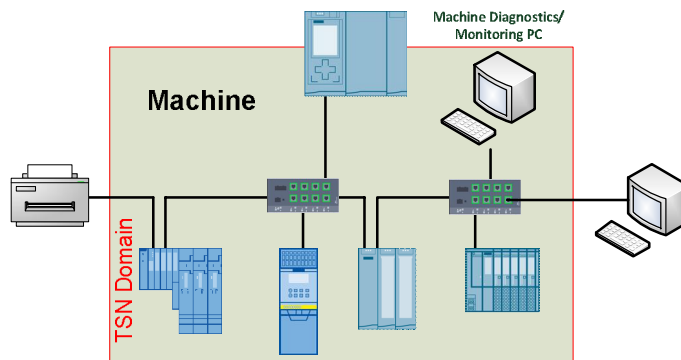 Machine Diagnostics/
Monitoring PC
Machine
TSN Domain